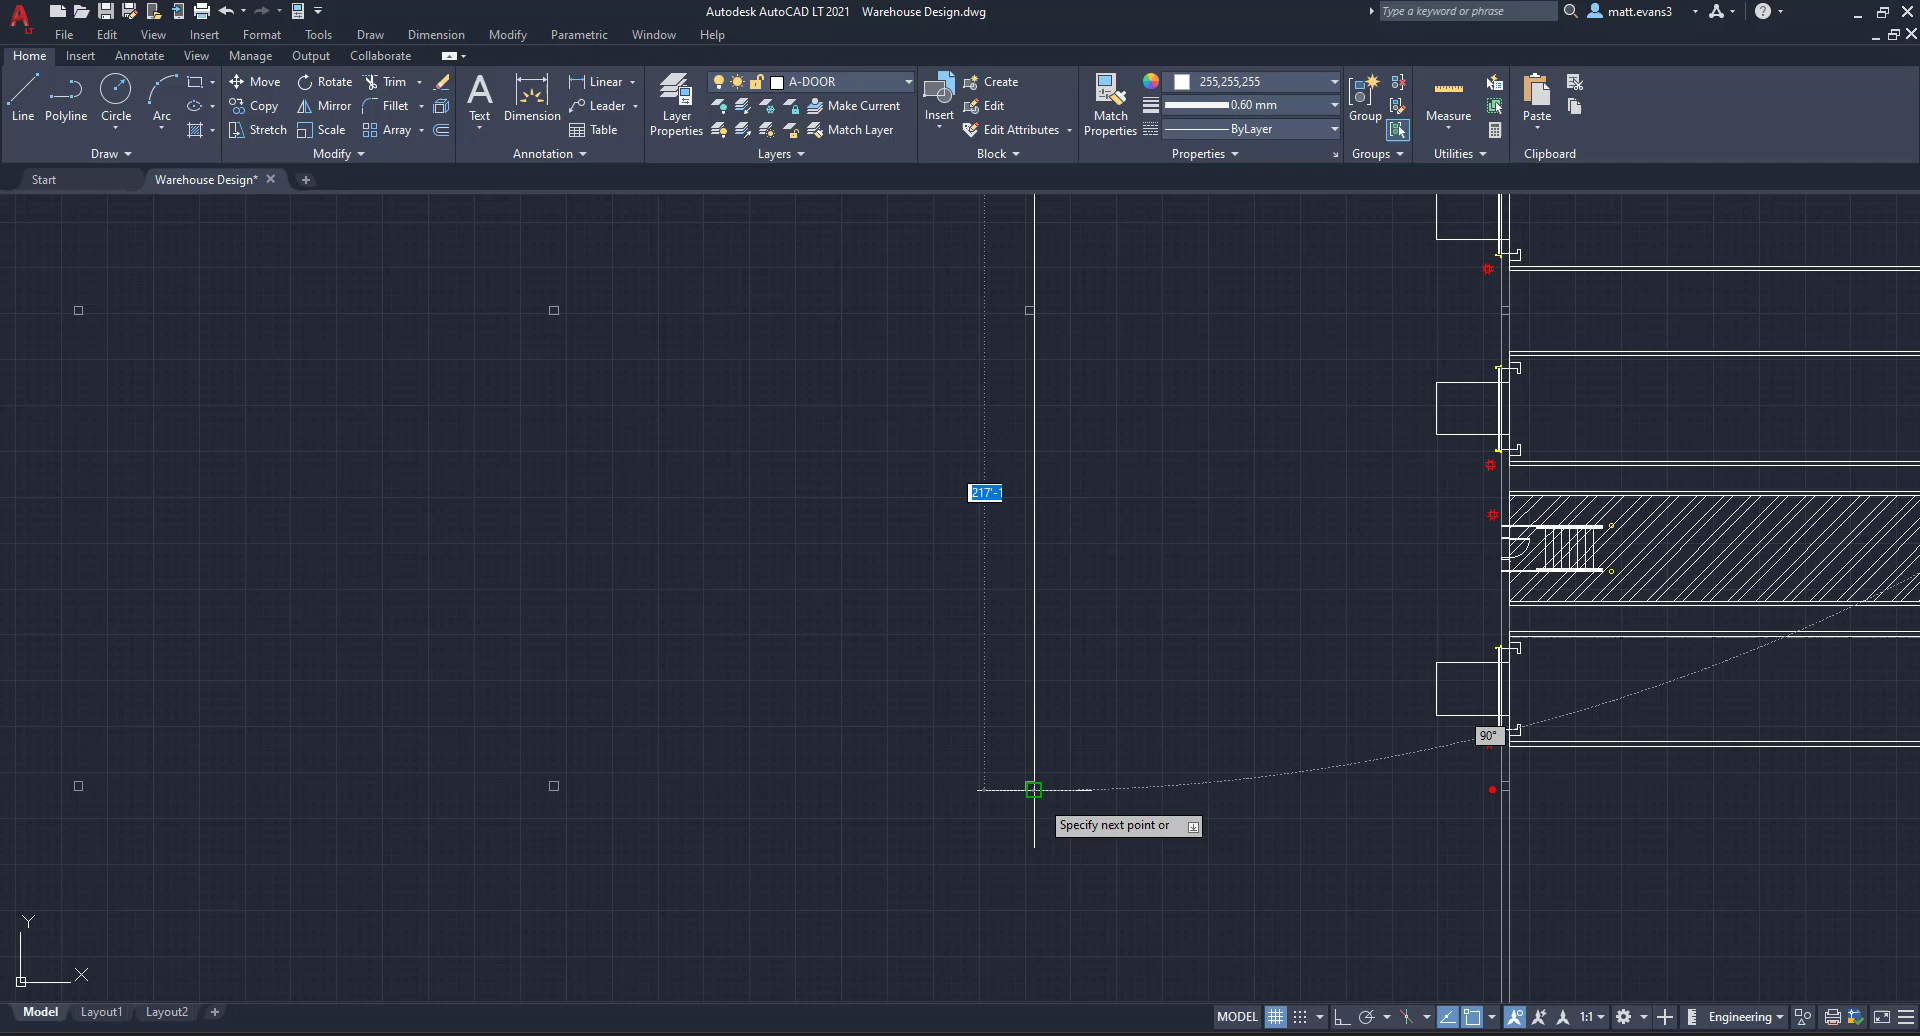 A
LT
Autodesk AutoCAD LT 2021 Warehouse Design.dwg
Type a keyword or phrase
matt.evans3
File Edit View Insert Format Tools Draw Dimension Modify Parametric Window Help
Home Insert Annotate View Manage Output Collaborate
Line Polyline Circle Arc
Draw
Move Rotate Trim
Copy Mirror Fillet
Stretch Scale Array
Modify
Text Dimension
Linear
Leader
Table
Annotation
Layer Properties
A-DOOR
Make Current
Match Layer
Layers
Insert
Create
Edit
Edit Attributes
Block
Match Properties
255,255,255
0.60 mm
ByLayer
Properties
Group
Groups
Measure
Utilities
Paste
Clipboard
Start Warehouse Design*
217'-1
90°
Specify next point or
Y
X
Model Layout1 Layout2
MODEL 1:1 Engineering